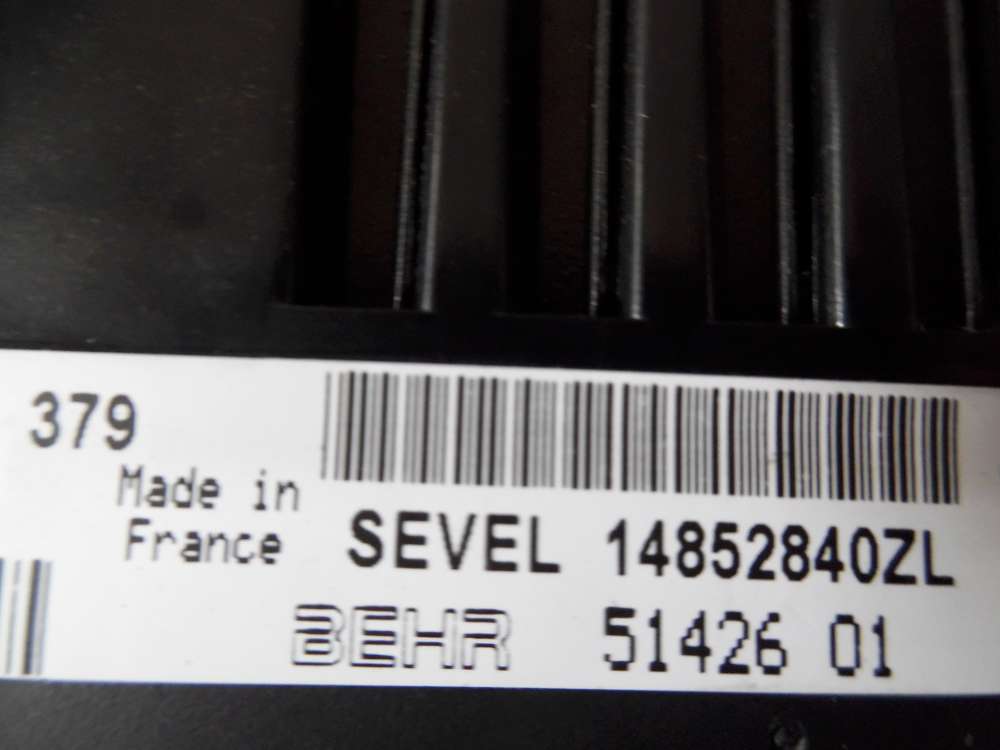 379
Made in
France
SEVEL 14852840ZL
BEHR 51426 01